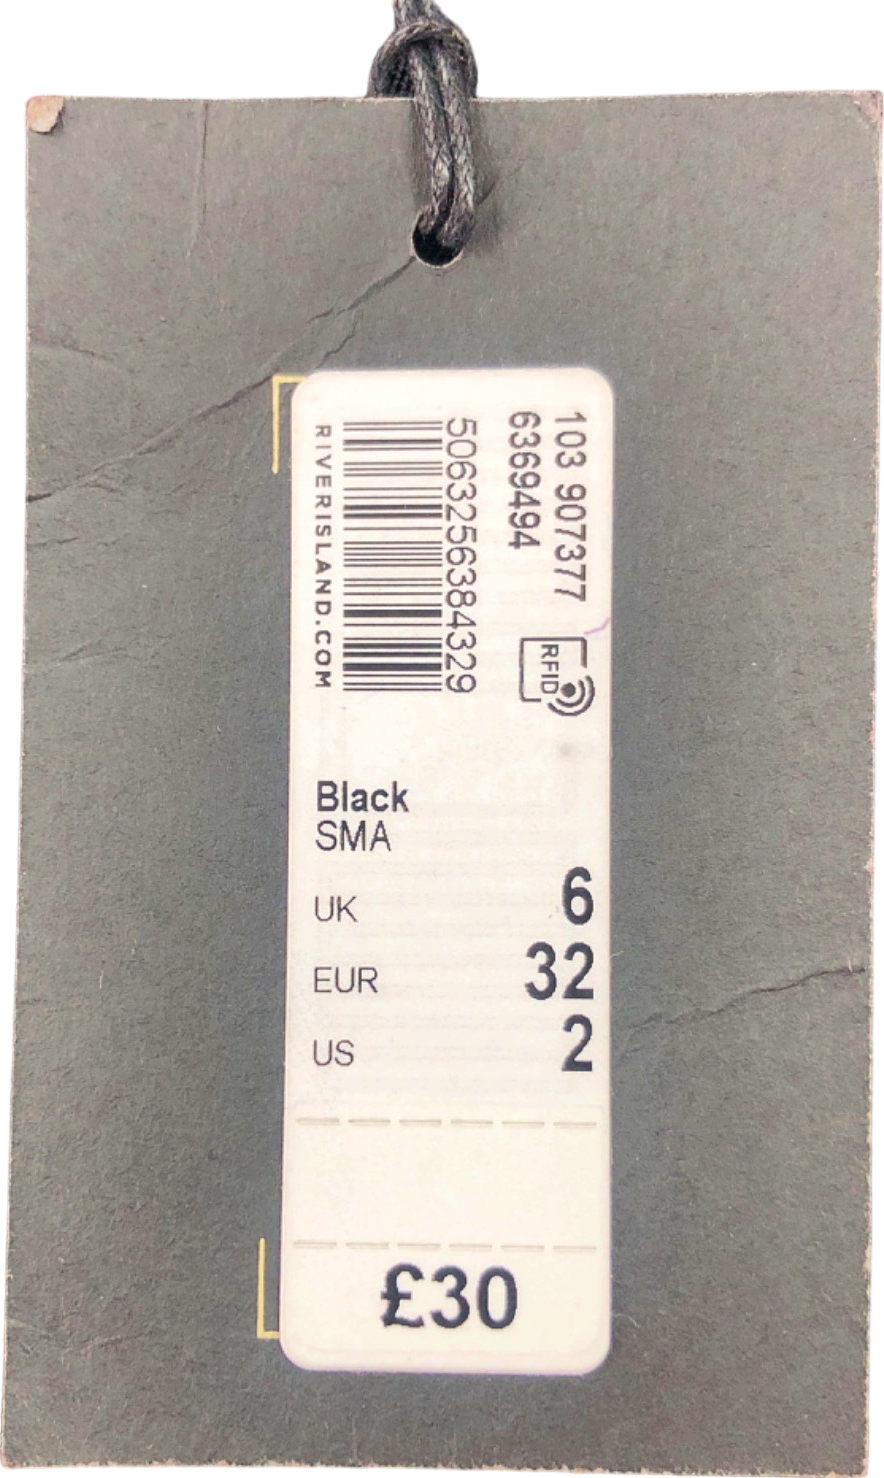 103 907377
6369494
RFID
5063256384329
RIVERISLAND.COM
Black
SMA
UK 6
EUR 32
US 2
£30